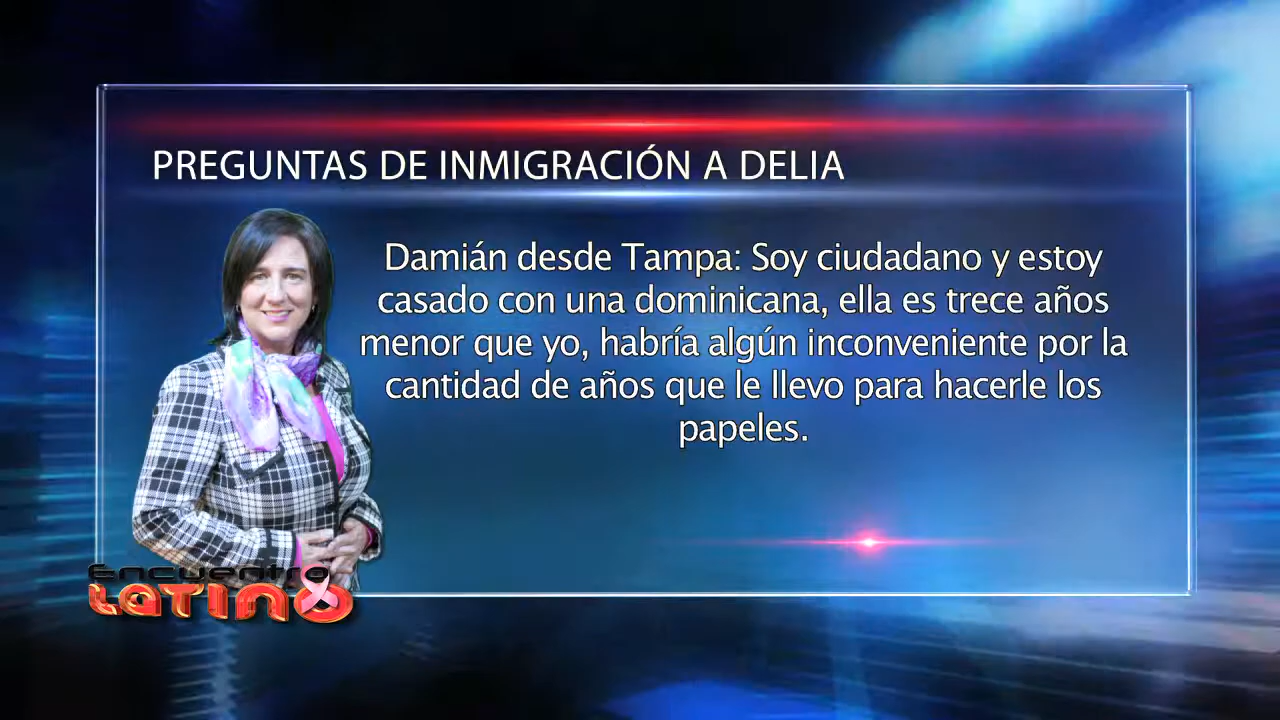 PREGUNTAS DE INMIGRACIÓN A DELIA
Damián desde Tampa: Soy ciudadano y estoy
casado con una dominicana, ella es trece años
menor que yo, habría algún inconveniente por la
cantidad de años que le llevo para hacerle los
papeles.
Encuentro
LATINO